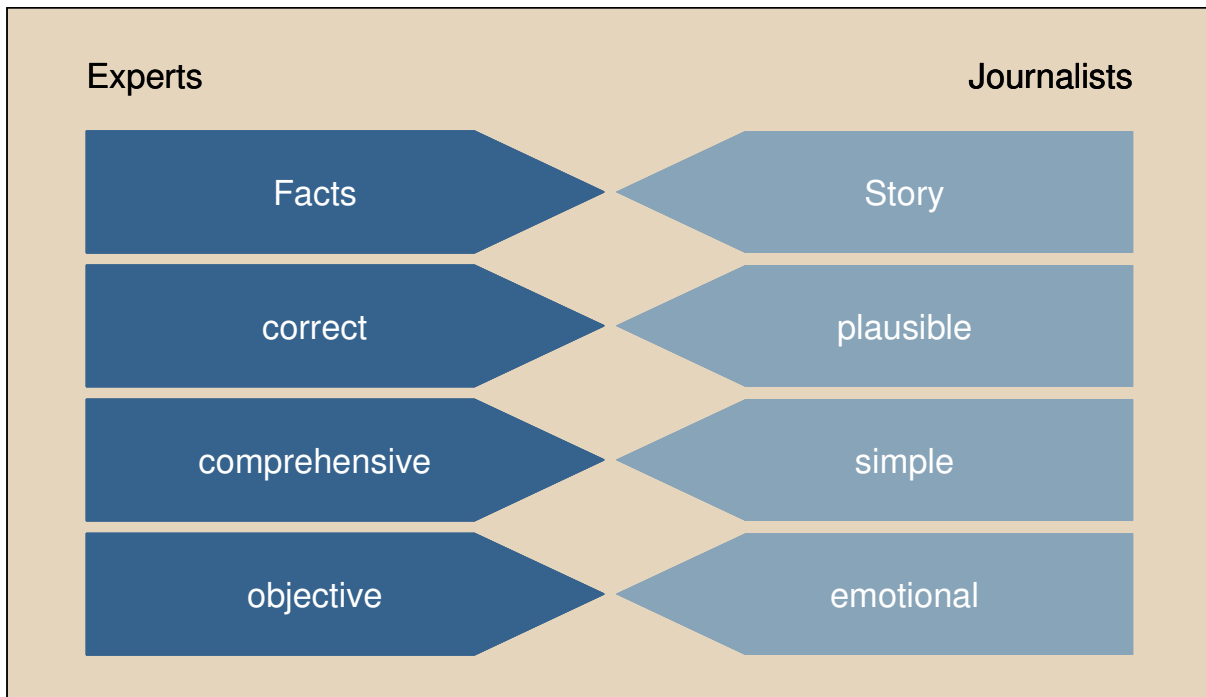 Experts Journalists
Facts Story
correct plausible
comprehensive simple
objective emotional